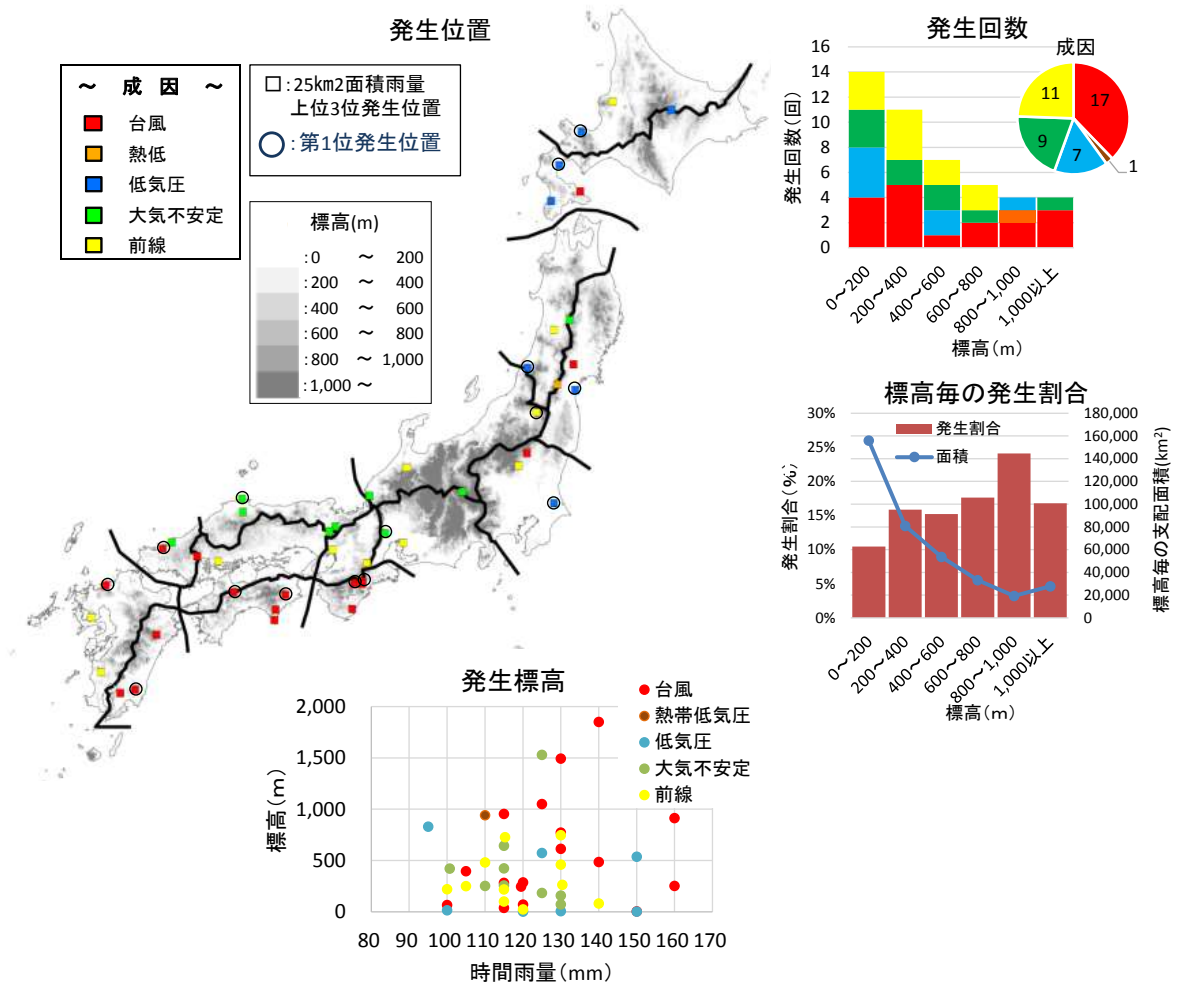 発生位置
～ 成 因 ～
台風
熱低
低気圧
大気不安定
前線
□：25km2面積雨量
上位3位発生位置
○：第1位発生位置
標高(m)
：0 ～ 200
：200 ～ 400
：400 ～ 600
：600 ～ 800
：800 ～ 1,000
：1,000～
発生回数
成因
発生回数(回)
16
14
12
10
8
6
4
2
0
0～200
200～400
400～600
600～800
800～1,000
1,000以上
標高(m)
17
1
7
9
11
標高毎の発生割合
発生割合
面積
発生割合(%)
30%
25%
20%
15%
10%
5%
0%
180,000
160,000
140,000
120,000
100,000
80,000
60,000
40,000
20,000
0
標高毎の支配面積(km²)
0～200
200～400
400～600
600～800
800～1,000
1,000以上
標高(m)
発生標高
台風
熱帯低気圧
低気圧
大気不安定
前線
標高(m)
2,000
1,500
1,000
500
0
80 90 100 110 120 130 140 150 160 170
時間雨量(mm)